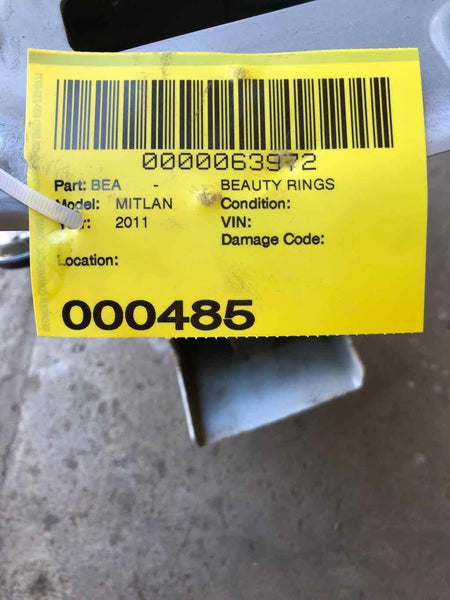 0000063972
Part: BEA - BEAUTY RINGS
Model: MITLAN Condition:
2011 VIN:
Damage Code:
Location:
000485